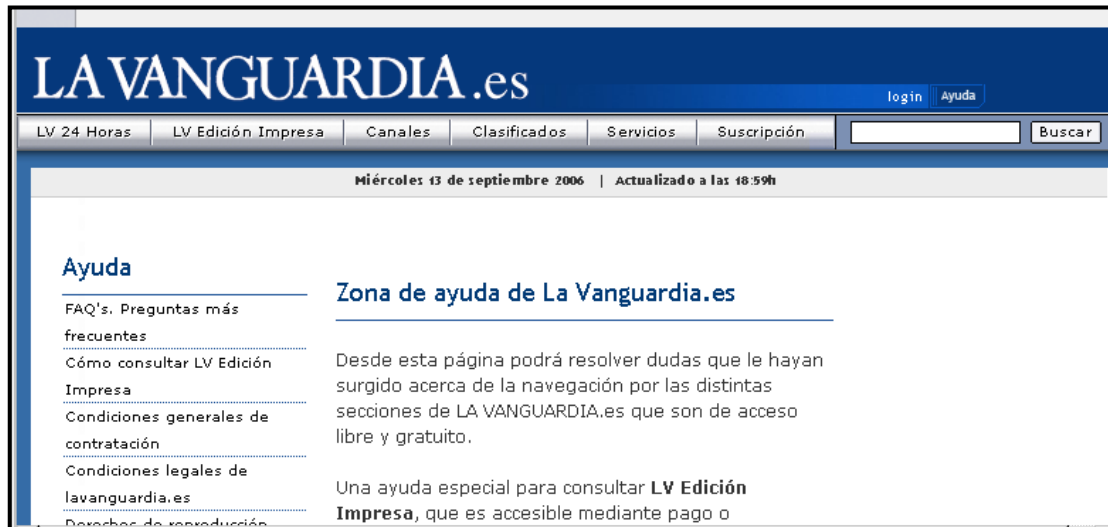 LA VANGUARDIA.es
login Ayuda
LV 24 Horas LV Edición Impresa Canales Clasificados Servicios Suscripción Buscar
Miércoles 13 de septiembre 2006 | Actualizado a las 18:59h
Ayuda
FAQ's. Preguntas más
frecuentes
Cómo consultar LV Edición
Impresa
Condiciones generales de
contratación
Condiciones legales de
lavanguardia.es
Derechos de reproducción
Zona de ayuda de La Vanguardia.es
Desde esta página podrá resolver dudas que le hayan
surgido acerca de la navegación por las distintas
secciones de LA VANGUARDIA.es que son de acceso
libre y gratuito.
Una ayuda especial para consultar LV Edición
Impresa, que es accesible mediante pago o